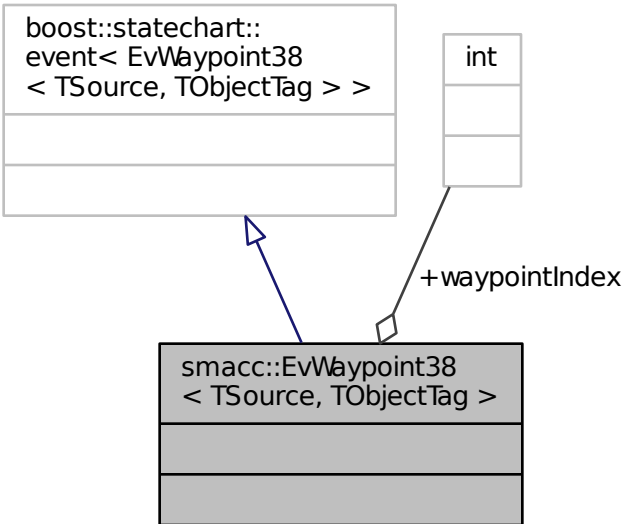 boost::statechart::
event< EvWaypoint38
< TSource, TObjectTag > >
int
+waypointIndex
smacc::EvWaypoint38
< TSource, TObjectTag >